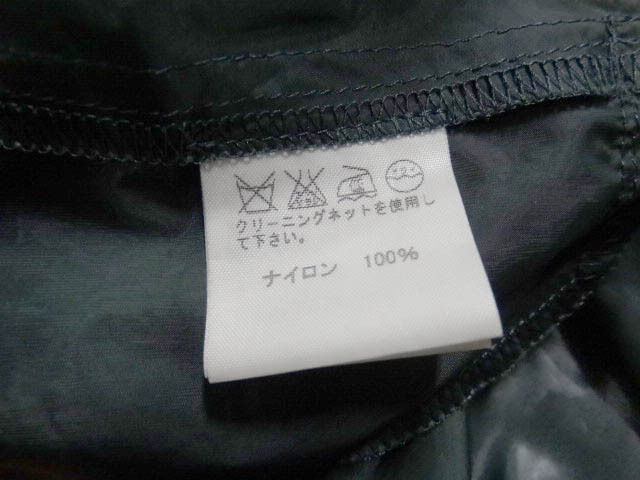 クリーニングネットを使用し
て下さい。
ナイロン 100%